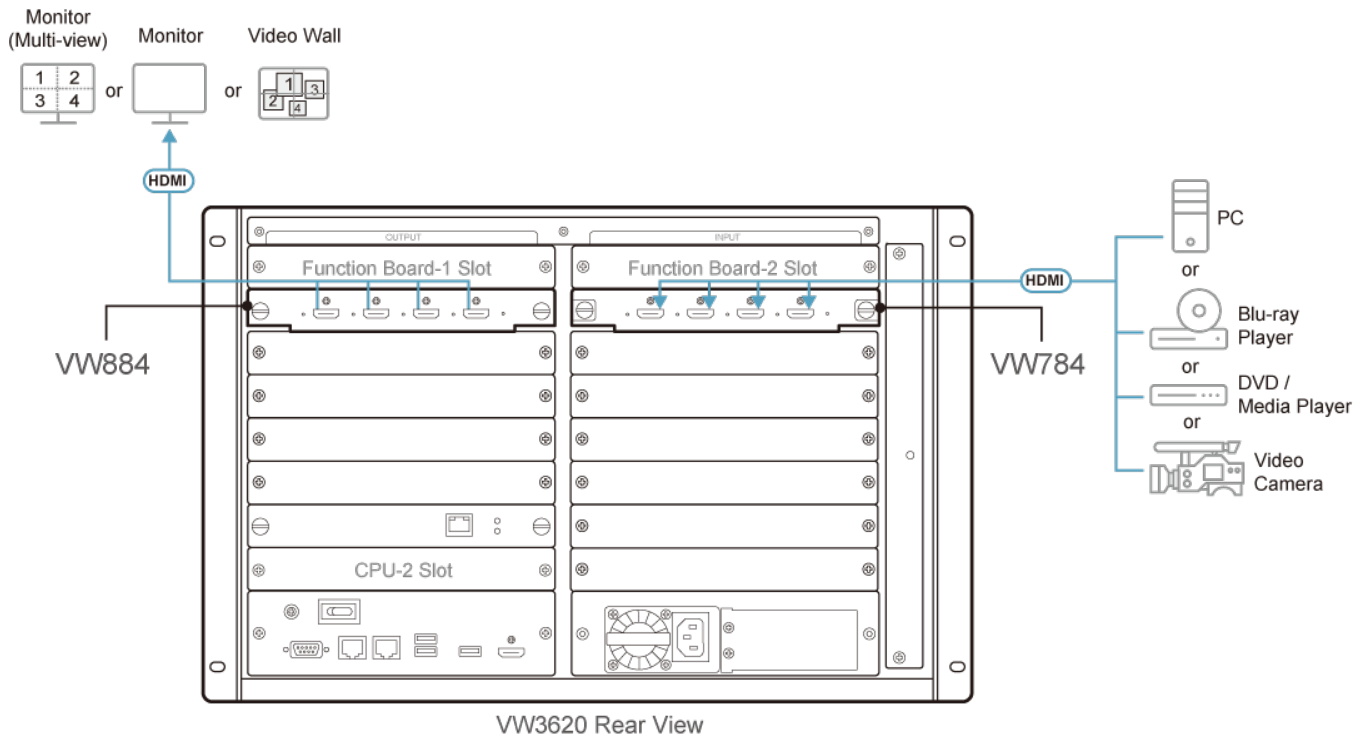 Monitor
(Multi-view)
Monitor
Video Wall
1 2
3 4
or
or
1
2
3
4
HDMI
OUTPUT
INPUT
Function Board-1 Slot
Function Board-2 Slot
HDMI
PC
or
Blu-ray
Player
or
DVD /
Media Player
or
Video
Camera
VW884
VW784
CPU-2 Slot
VW3620 Rear View